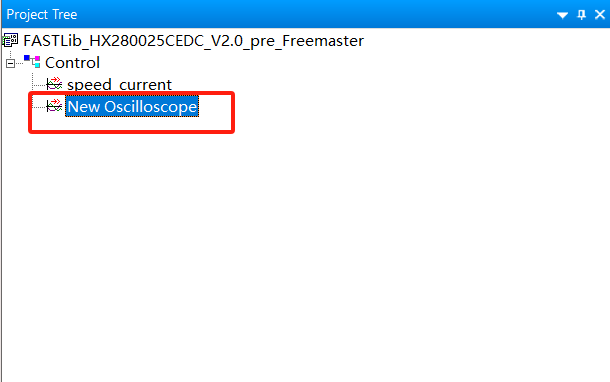 Project Tree
FASTLib_HX280025CEDC_V2.0_pre_Freemaster
Control
speed_current
New Oscilloscope